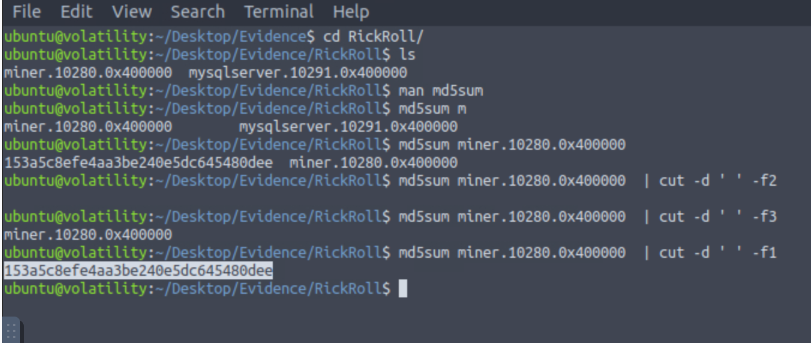 File Edit View Search Terminal Help
ubuntu@volatility:~/Desktop/Evidence$ cd RickRoll/
ubuntu@volatility:~/Desktop/Evidence/RickRoll$ ls
miner.10280.0x400000  mysqlserver.10291.0x400000
ubuntu@volatility:~/Desktop/Evidence/RickRoll$ man md5sum
ubuntu@volatility:~/Desktop/Evidence/RickRoll$ md5sum m
miner.10280.0x400000        mysqlserver.10291.0x400000
ubuntu@volatility:~/Desktop/Evidence/RickRoll$ md5sum miner.10280.0x400000
153a5c8efe4aa3be240e5dc645480dee  miner.10280.0x400000
ubuntu@volatility:~/Desktop/Evidence/RickRoll$ md5sum miner.10280.0x400000  | cut -d ' ' -f2

ubuntu@volatility:~/Desktop/Evidence/RickRoll$ md5sum miner.10280.0x400000  | cut -d ' ' -f3
miner.10280.0x400000
ubuntu@volatility:~/Desktop/Evidence/RickRoll$ md5sum miner.10280.0x400000  | cut -d ' ' -f1
153a5c8efe4aa3be240e5dc645480dee
ubuntu@volatility:~/Desktop/Evidence/RickRoll$